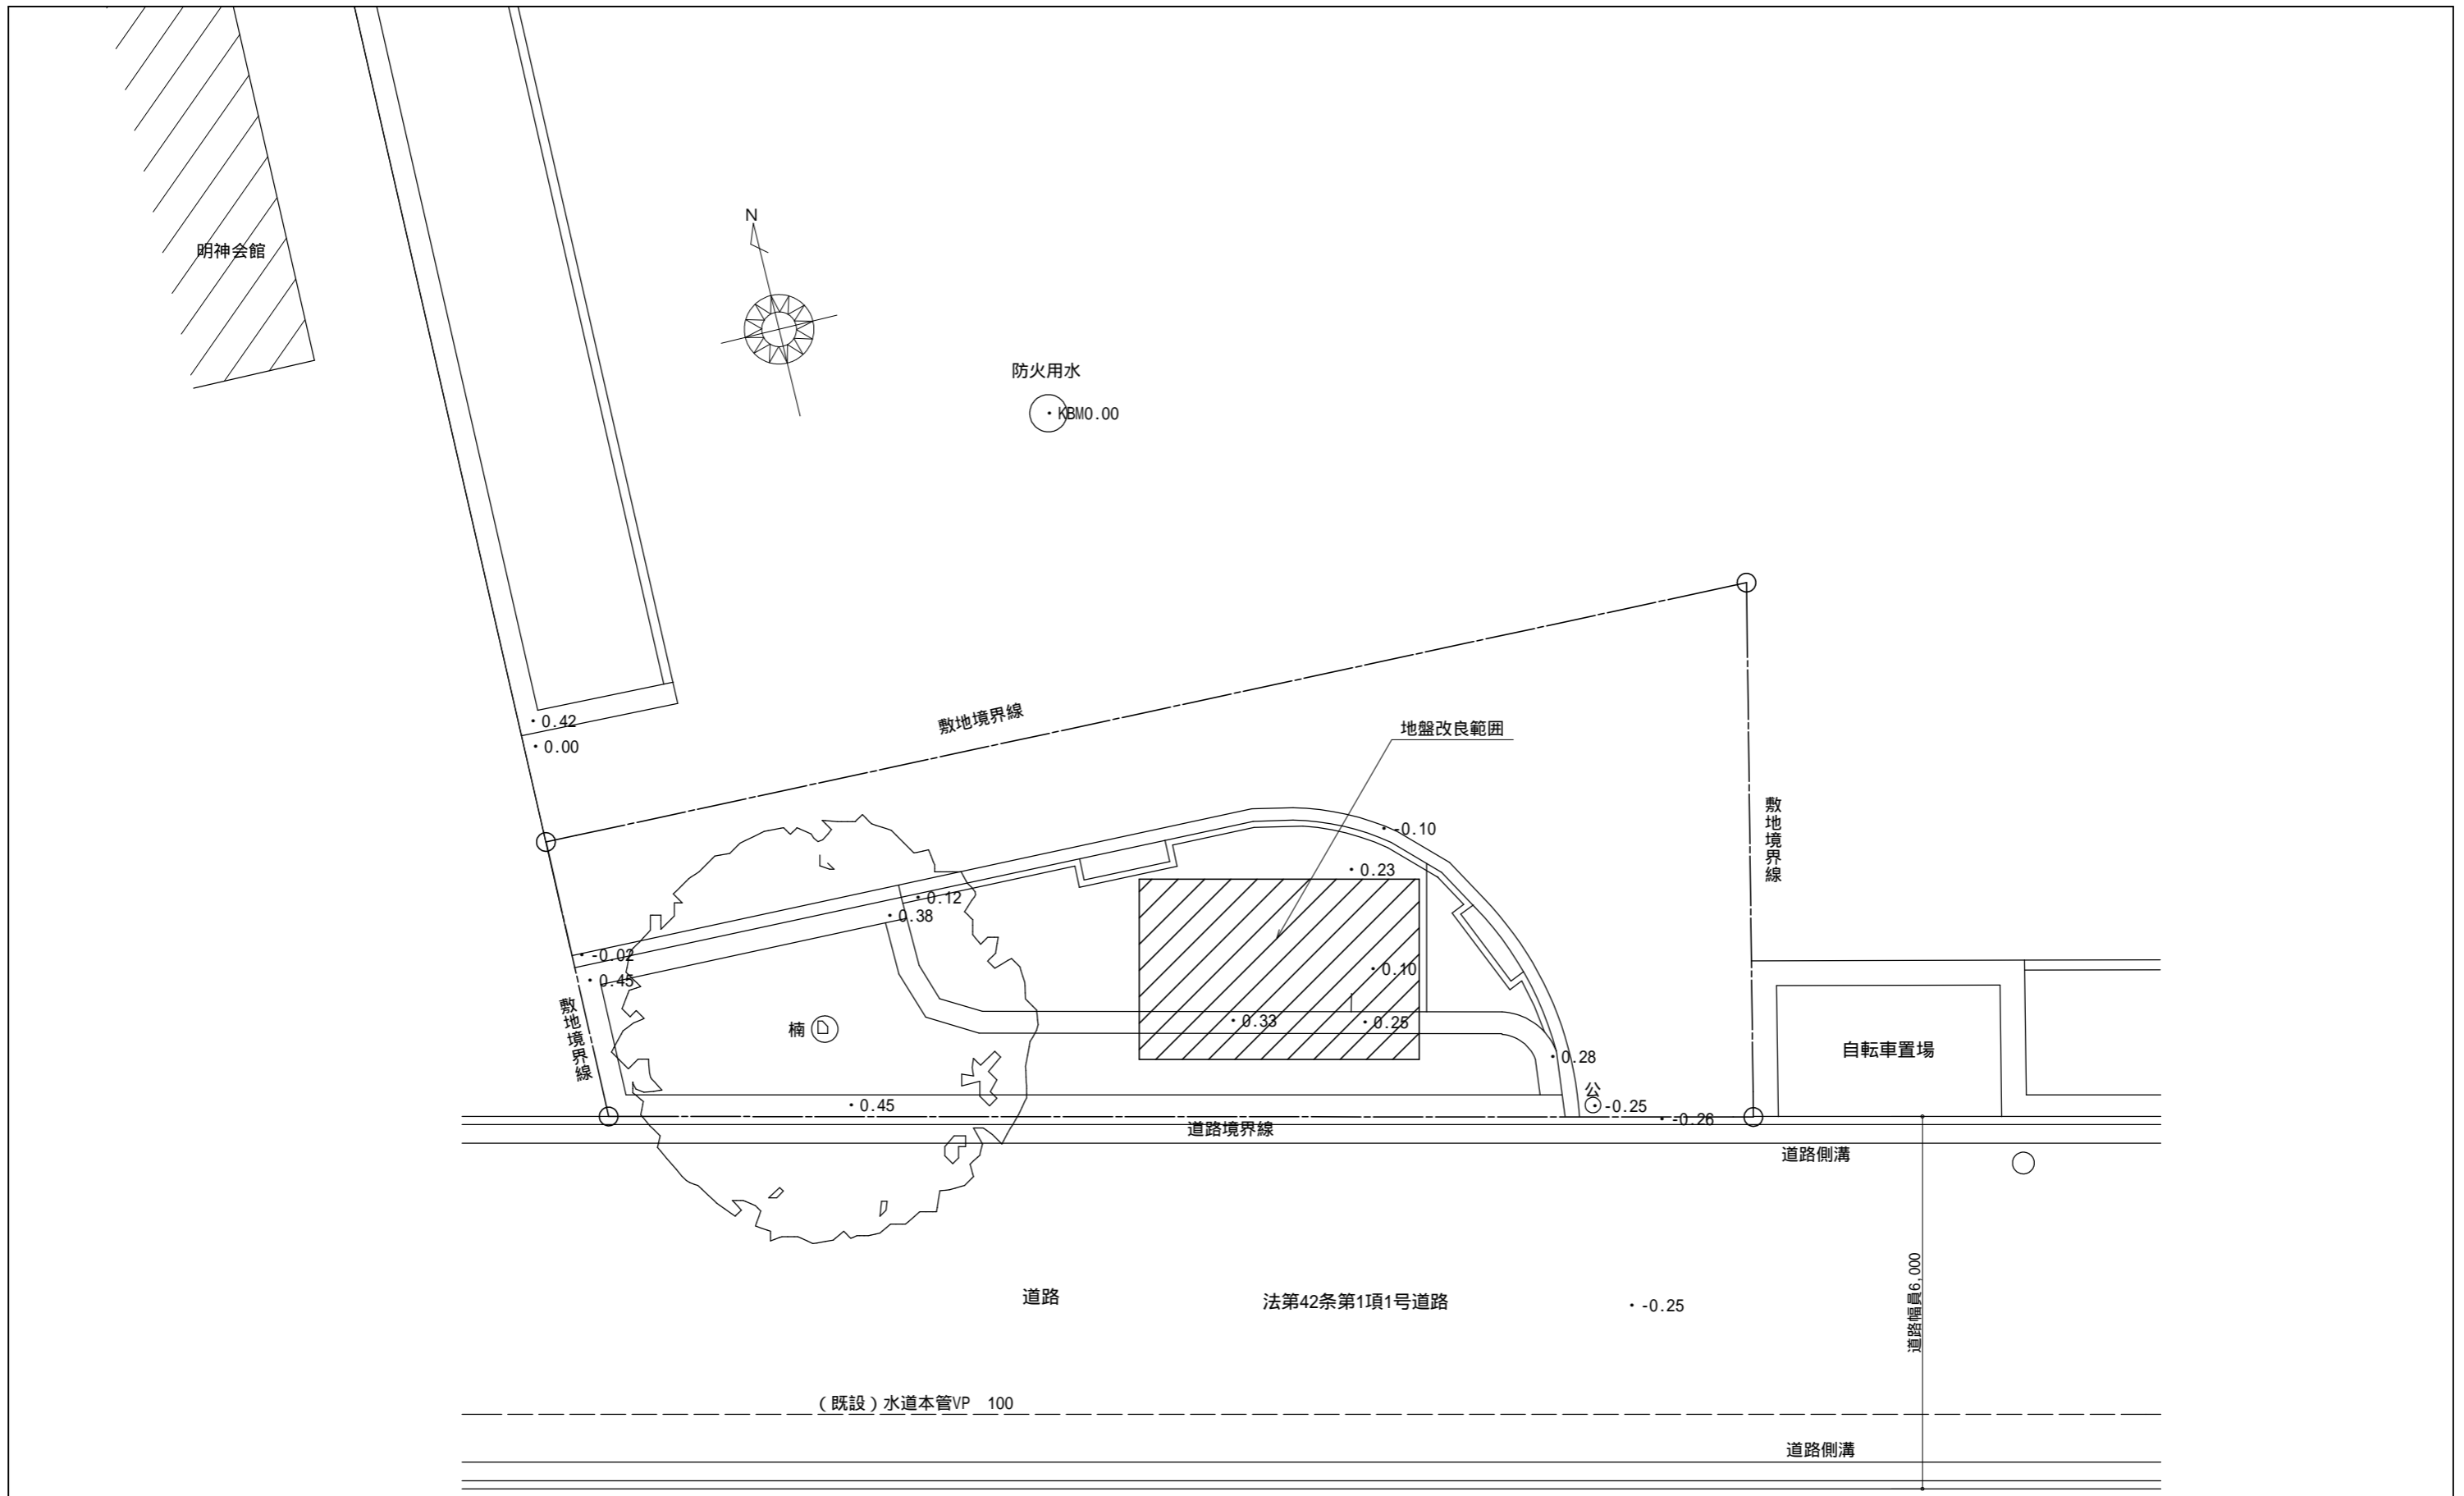 N
明神会館
防火用水
KBM0.00
敷地境界線
地盤改良範囲
0.42
0.00
敷地境界線
-0.10
0.23
0.12
0.38
-0.02
0.45
0.10
敷地境界線
楠
0.33
0.25
0.28
自転車置場
公
0.45
-0.25
-0.26
道路境界線
道路側溝
道路
法第42条第1項1号道路
-0.25
道路幅員6,000
（既設）水道本管VP 100
道路側溝